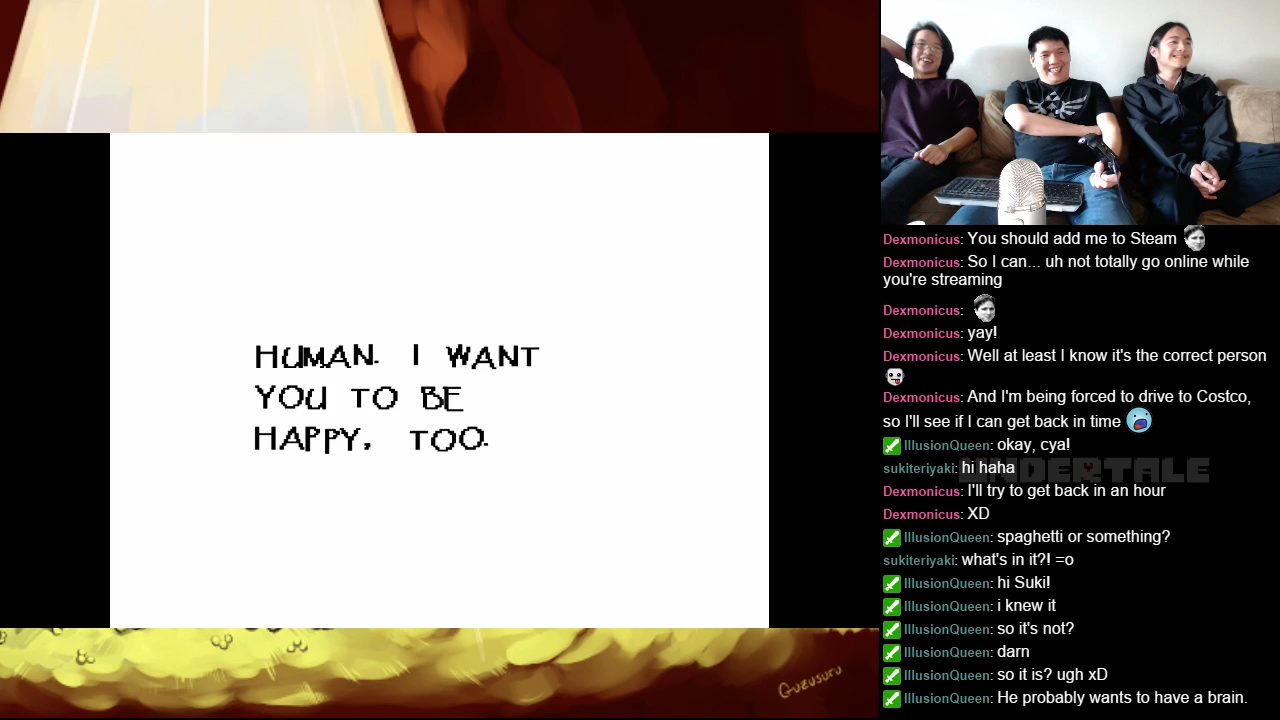 HUMAN. I WANT
YOU TO BE
HAPPY, TOO.
Guzusuru
Dexmonicus: You should add me to Steam
Dexmonicus: So I can... uh not totally go online while
you're streaming
Dexmonicus:
Dexmonicus: yay!
Dexmonicus: Well at least I know it's the correct person
Dexmonicus: And I'm being forced to drive to Costco,
so I'll see if I can get back in time
IllusionQueen: okay, cya!
sukiteriyaki: hi haha
UNDERTALE
Dexmonicus: I'll try to get back in an hour
Dexmonicus: XD
IllusionQueen: spaghetti or something?
sukiteriyaki: what's in it?! =o
IllusionQueen: hi Suki!
IllusionQueen: i knew it
IllusionQueen: so it's not?
IllusionQueen: darn
IllusionQueen: so it is? ugh xD
IllusionQueen: He probably wants to have a brain.